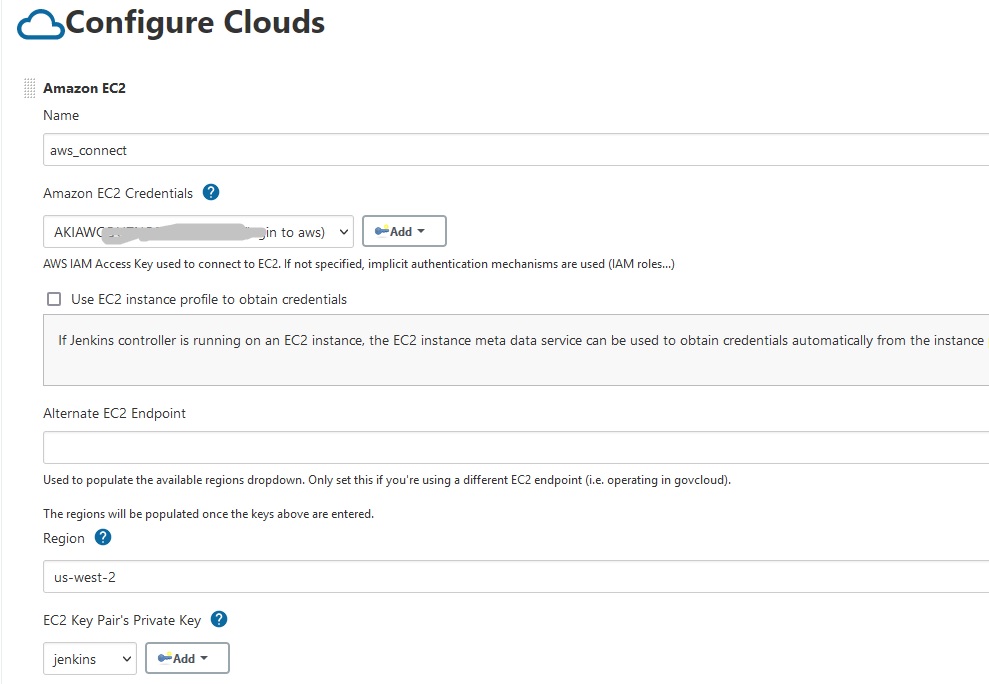 Configure Clouds
Amazon EC2
Name
aws_connect
Amazon EC2 Credentials ?
in to aws)
Add
AWS IAM Access Key used to connect to EC2. If not specified, implicit authentication mechanisms are used (IAM roles...)
Use EC2 instance profile to obtain credentials
If Jenkins controller is running on an EC2 instance, the EC2 instance meta data service can be used to obtain credentials automatically from the instance
Alternate EC2 Endpoint
Used to populate the available regions dropdown. Only set this if you're using a different EC2 endpoint (i.e. operating in govcloud).
The regions will be populated once the keys above are entered.
Region ?
us-west-2
EC2 Key Pair's Private Key ?
jenkins
Add